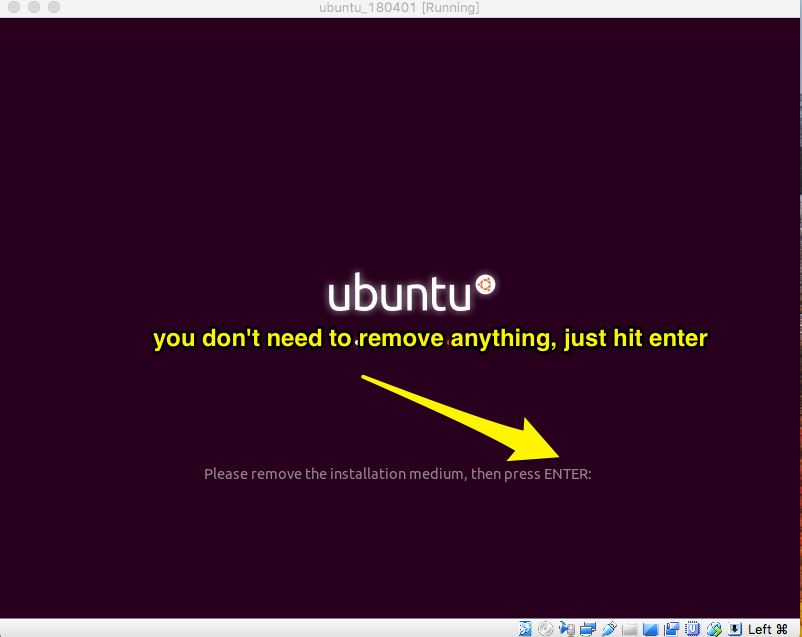 ubuntu_180401 [Running]
ubuntu
you don't need to remove anything, just hit enter
Please remove the installation medium, then press ENTER:
Left ⌘